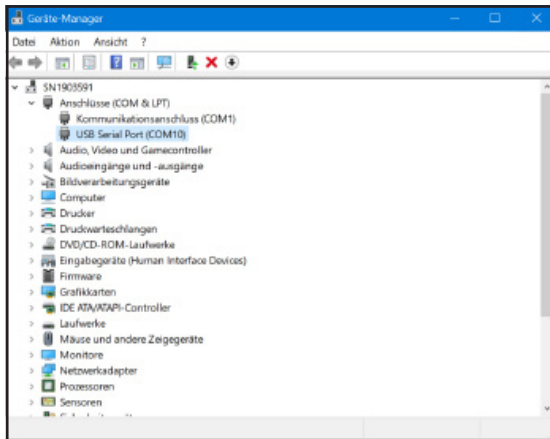 Geräte-Manager
Datei Aktion Ansicht ?
SN1903591
Anschlüsse (COM & LPT)
Kommunikationsanschluss (COM1)
USB Serial Port (COM10)
Audio, Video und Gamecontroller
Audioeingänge und -ausgänge
Bildverarbeitungsgeräte
Computer
Drucker
Druckwarteschlangen
DVD/CD-ROM-Laufwerke
Eingabegeräte (Human Interface Devices)
Firmware
Grafikkarten
IDE ATA/ATAPI-Controller
Laufwerke
Mäuse und andere Zeigegeräte
Monitore
Netzwerkadapter
Prozessoren
Sensoren